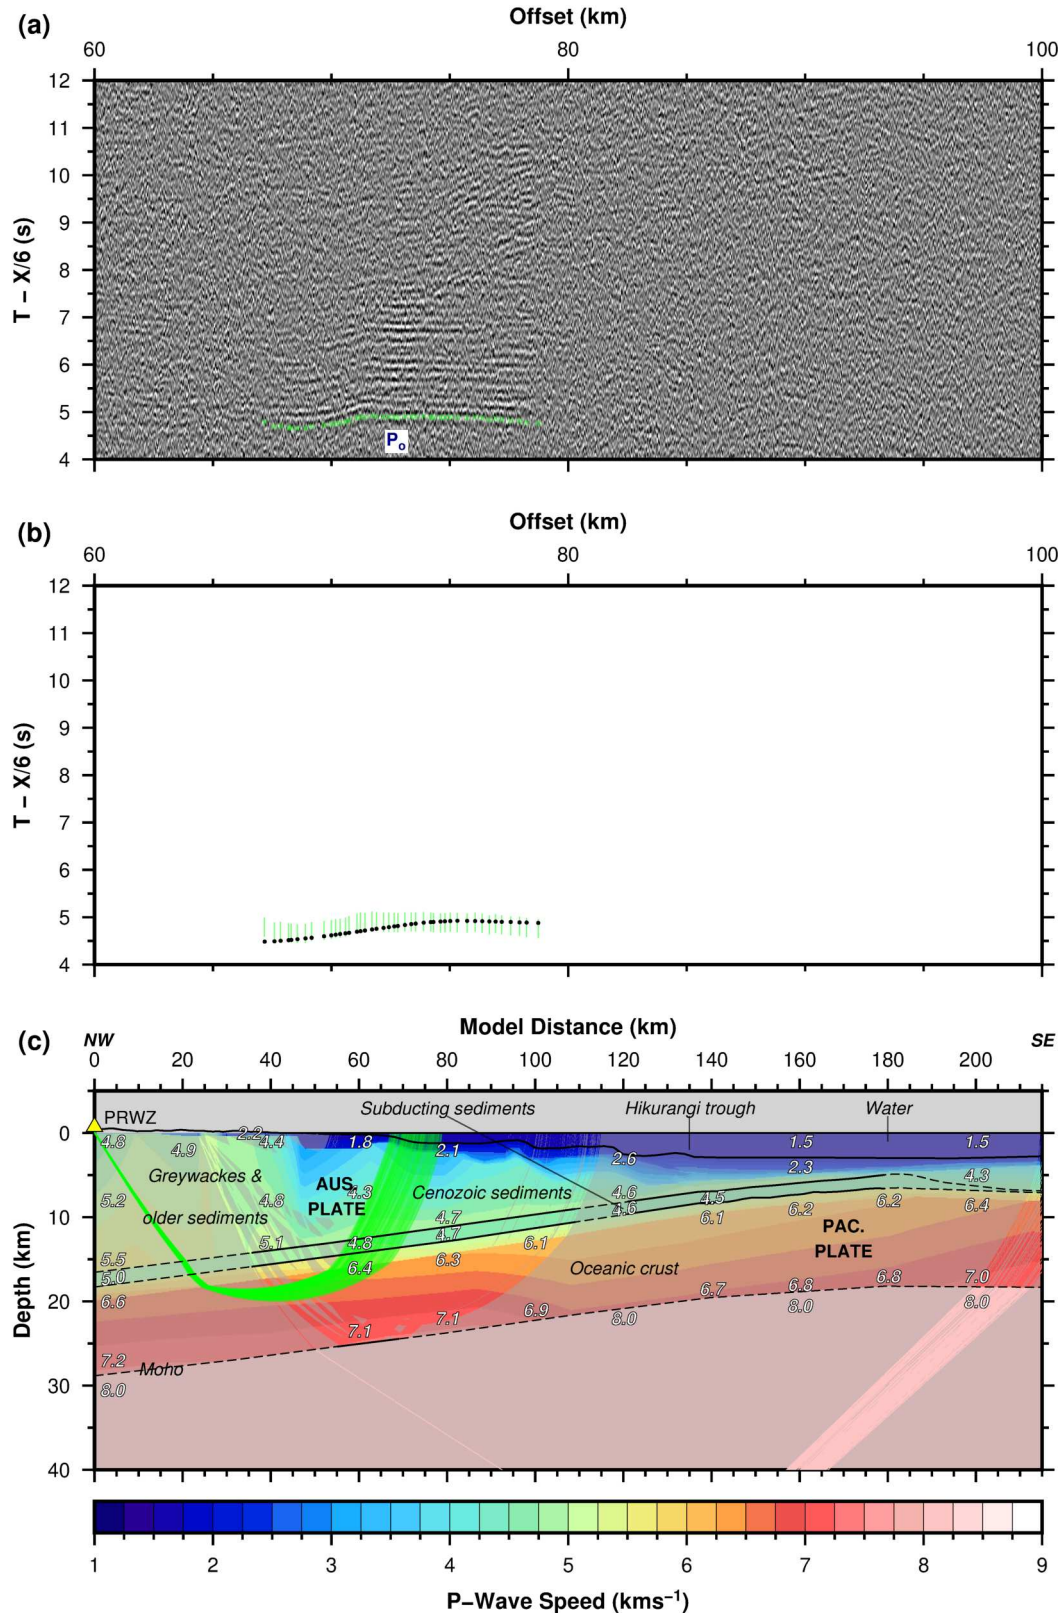 (a)
Offset (km)
60 80 100
12
11
10
9
8
7
6
5
4
T − X/6 (s)
Po
(b)
Offset (km)
60 80 100
12
11
10
9
8
7
6
5
4
T − X/6 (s)
(c)
Model Distance (km)
NW SE
0 20 40 60 80 100 120 140 160 180 200
PRWZ Subducting sediments Hikurangi trough Water
0
10
20
30
40
Depth (km)
4.8 4.9 2.2 4.4 1.8 2.1 2.6 1.5 1.5
2.3
Greywackes &
older sediments
AUS.
PLATE
Cenozoic sediments
5.2 4.8 4.3 4.6 4.5 4.3
4.7 4.6 6.1 6.2 6.2 6.4
5.1 4.8 4.7 6.1
5.5 6.4 6.3
5.0
PAC.
PLATE
Oceanic crust
6.6 7.1 7.1 6.9 6.7 6.8 6.8 7.0
8.0 8.0 8.0 8.0
7.2
Moho
8.0
1 2 3 4 5 6 7 8 9
P−Wave Speed (kms⁻¹)